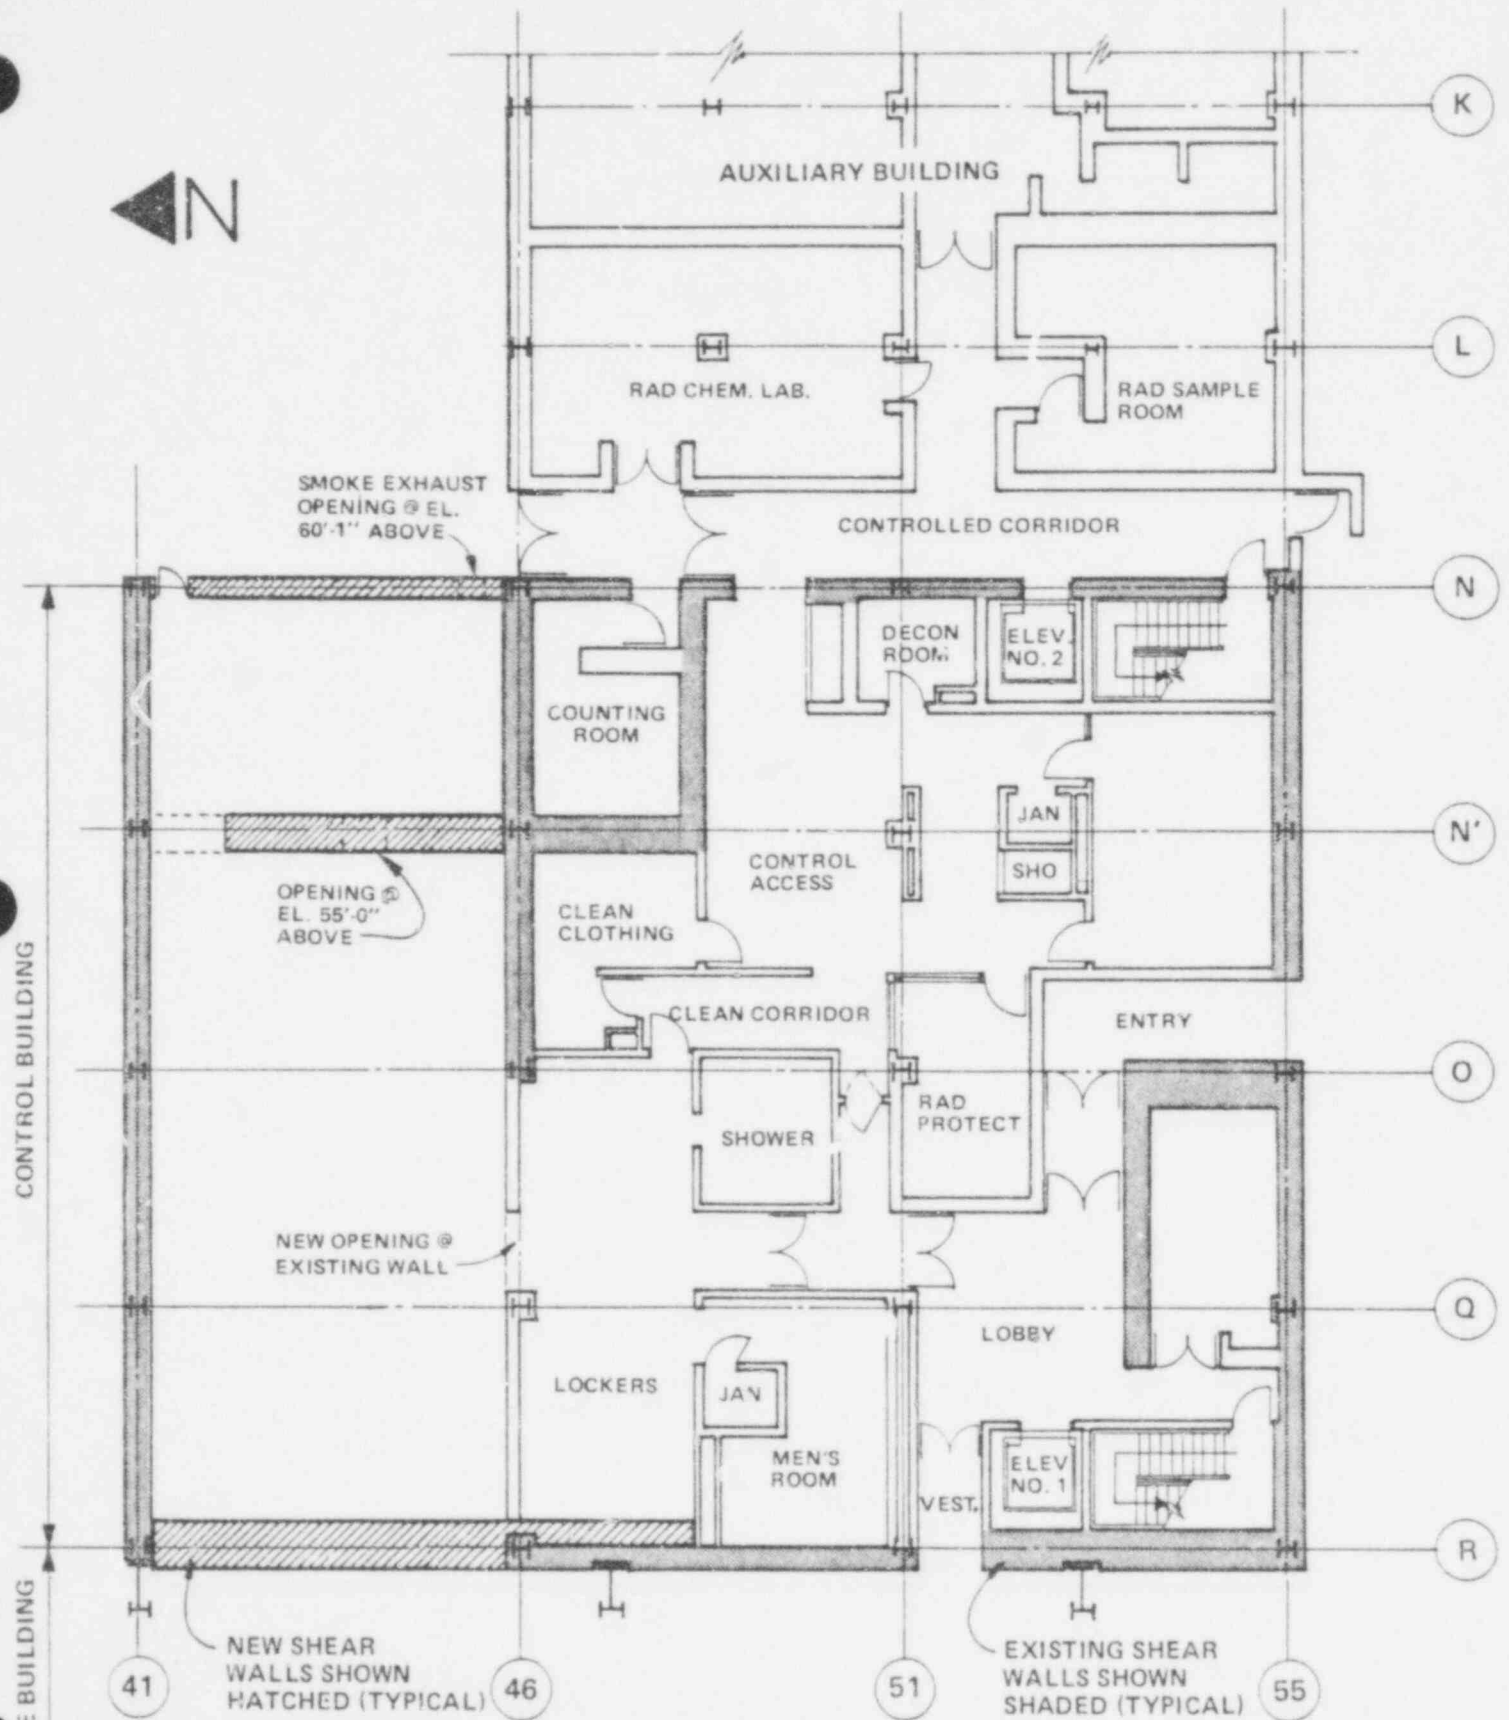 K
AUXILIARY BUILDING
N
L
RAD CHEM. LAB.
RAD SAMPLE
ROOM
SMOKE EXHAUST
OPENING @ EL.
60'-1" ABOVE
CONTROLLED CORRIDOR
N
DECON
ROOM
ELEV.
NO. 2
COUNTING
ROOM
JAN
N'
CONTROL
ACCESS
SHO
OPENING @
EL. 55'-0"
ABOVE
CLEAN
CLOTHING
CONTROL BUILDING
CLEAN CORRIDOR
ENTRY
O
RAD
PROTECT
SHOWER
NEW OPENING @
EXISTING WALL
Q
LOBBY
LOCKERS
JAN
MEN'S
ROOM
ELEV
NO. 1
VEST.
R
BUILDING
NEW SHEAR
WALLS SHOWN
HATCHED (TYPICAL)
EXISTING SHEAR
WALLS SHOWN
SHADED (TYPICAL)
41
46
51
55